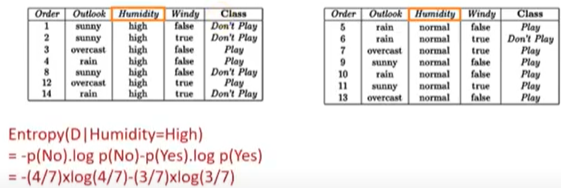 Order Outlook Humidity Windy Class
1 sunny high false Don't Play
2 sunny high true Don't Play
3 overcast high false Play
4 rain high false Play
8 sunny high false Don't Play
12 overcast high true Play
14 rain high true Don't Play
Order Outlook Humidity Windy Class
5 rain normal false Play
6 rain normal true Don't Play
7 overcast normal true Play
9 sunny normal false Play
10 rain normal false Play
11 sunny normal true Play
13 overcast normal false Play
Entropy(D|Humidity=High)
= -p(No).log p(No)-p(Yes).log p(Yes)
= -(4/7)xlog(4/7)-(3/7)xlog(3/7)